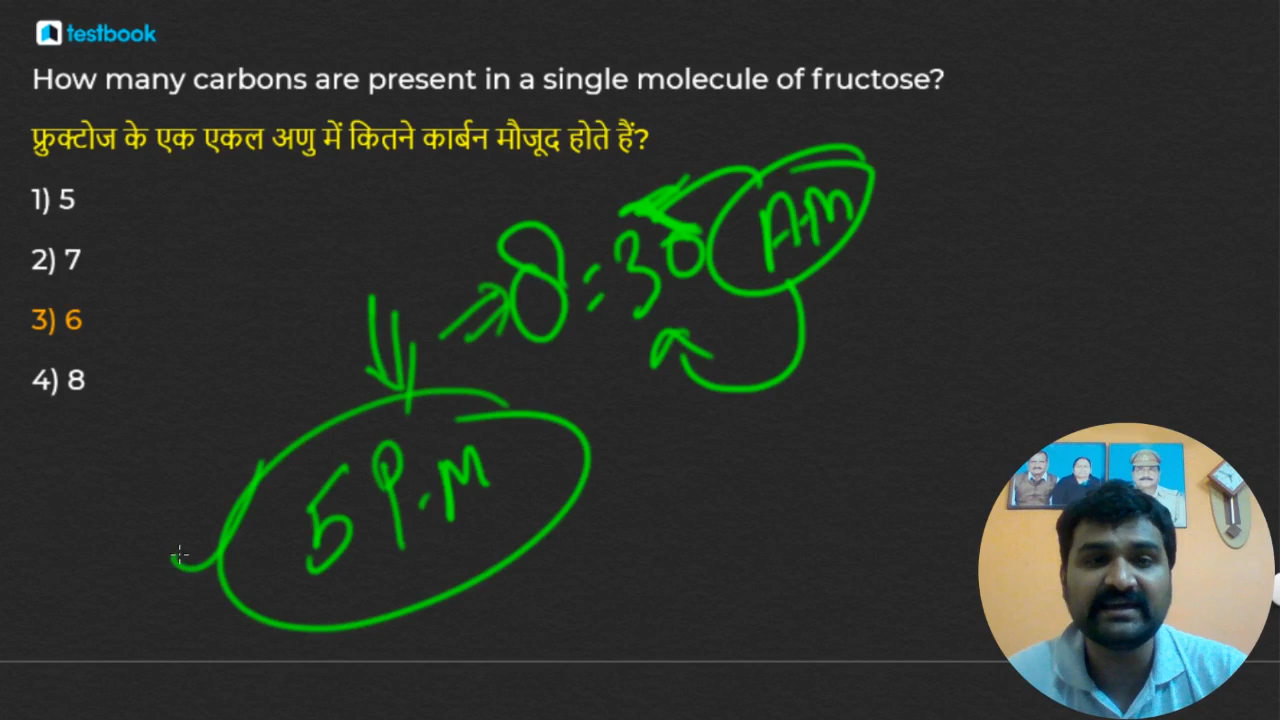 testbook
How many carbons are present in a single molecule of fructose?
फ्रुक्टोज के एक एकल अणु में कितने कार्बन मौजूद होते हैं?
1) 5
2) 7
3) 6
4) 8
8 = 30 A.M
5 P.M